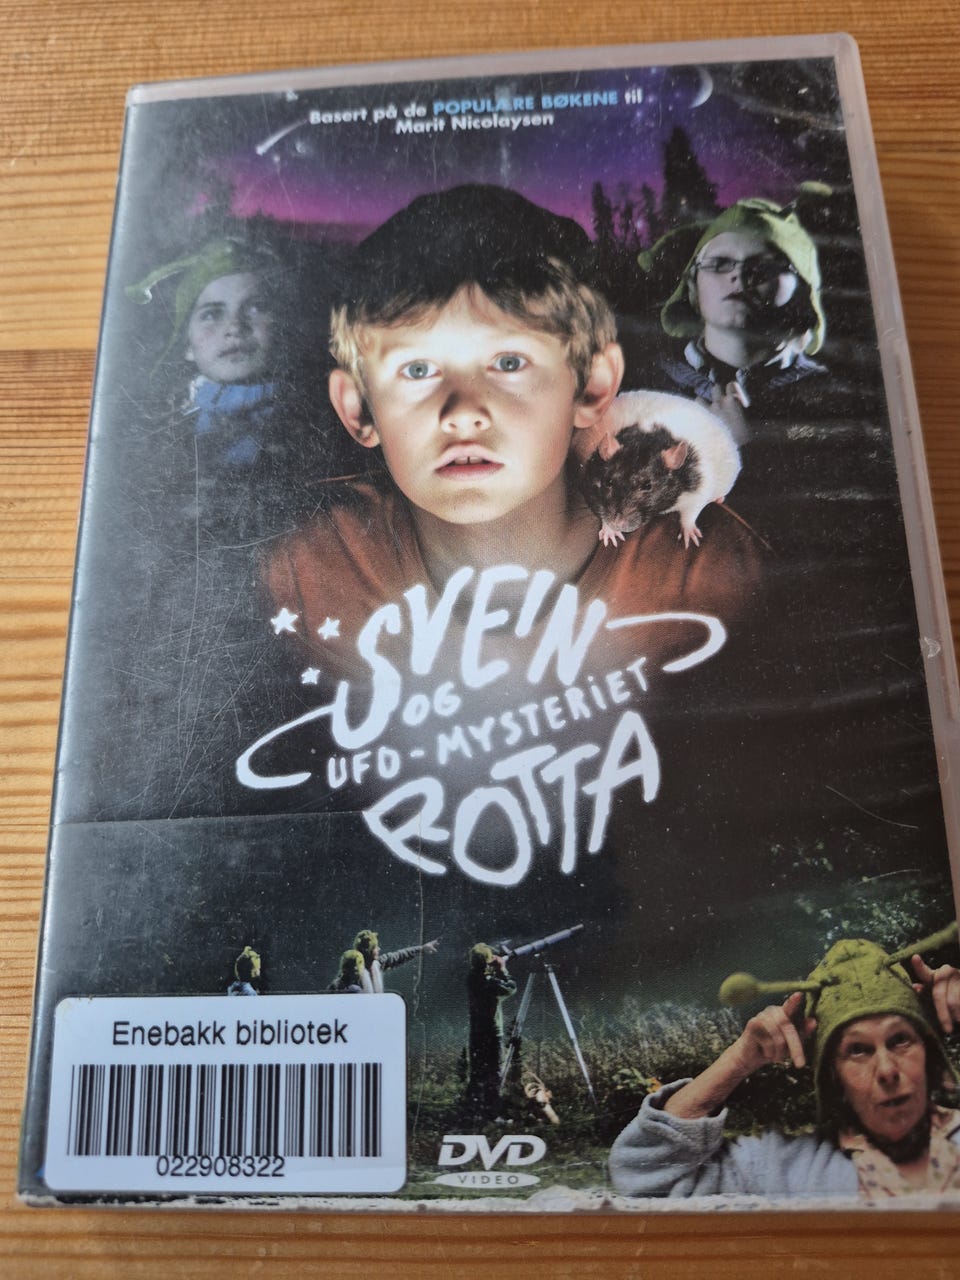 Basert på de POPULÆRE BØKENE til
Marit Nicolaysen
SVEIN
OG
UFO-MYSTERIET
ROTTA
Enebakk bibliotek
022908322
DVD
VIDEO